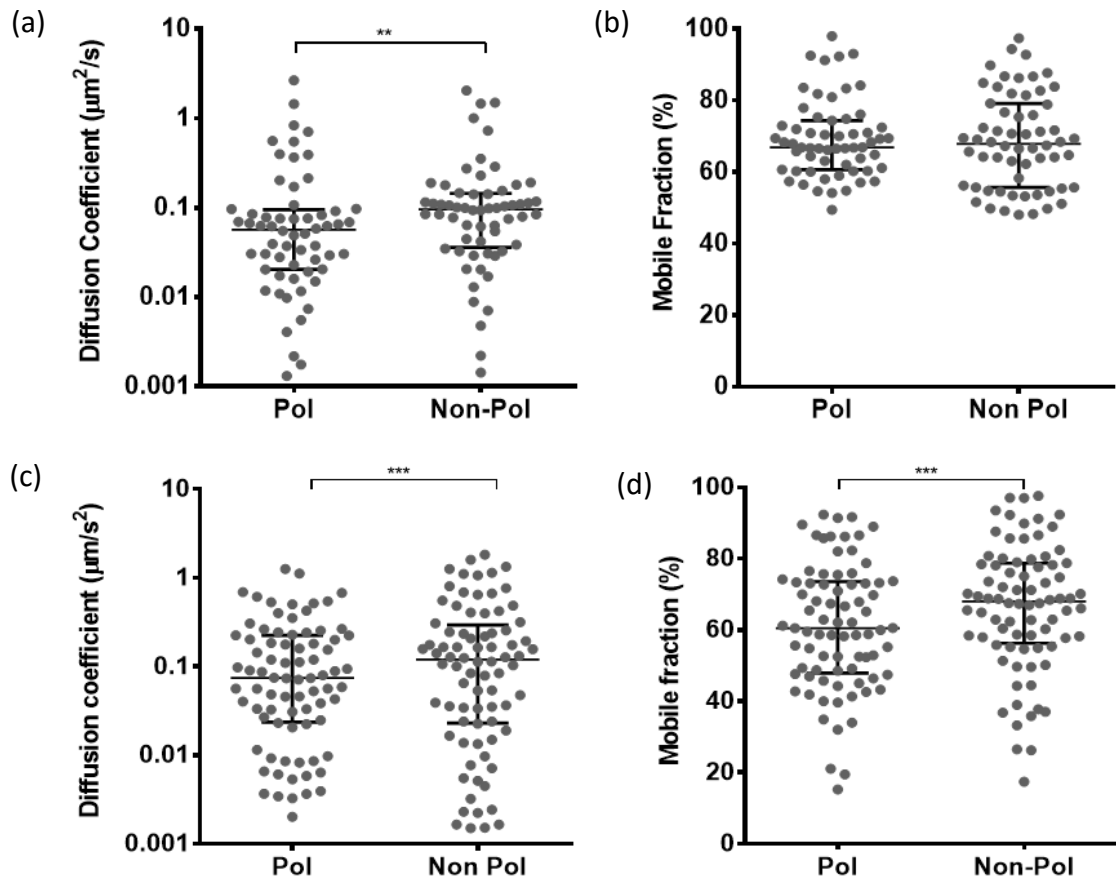 (a)
Diffusion Coefficient (μm²/s)
10
1
0.1
0.01
0.001
**
Pol
Non-Pol
(b)
Mobile Fraction (%)
100
80
60
40
20
0
Pol
Non Pol
(c)
Diffusion coefficient (μm/s²)
10
1
0.1
0.01
0.001
***
Pol
Non Pol
(d)
Mobile fraction (%)
100
80
60
40
20
0
***
Pol
Non-Pol